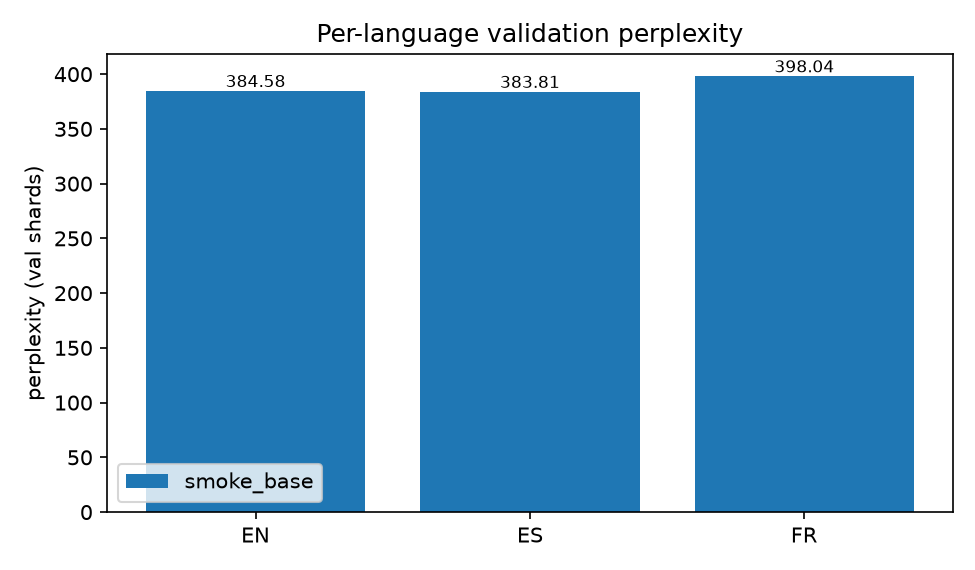 Per-language validation perplexity
perplexity (val shards)
400
350
300
250
200
150
100
50
0
384.58
383.81
398.04
smoke_base
EN
ES
FR